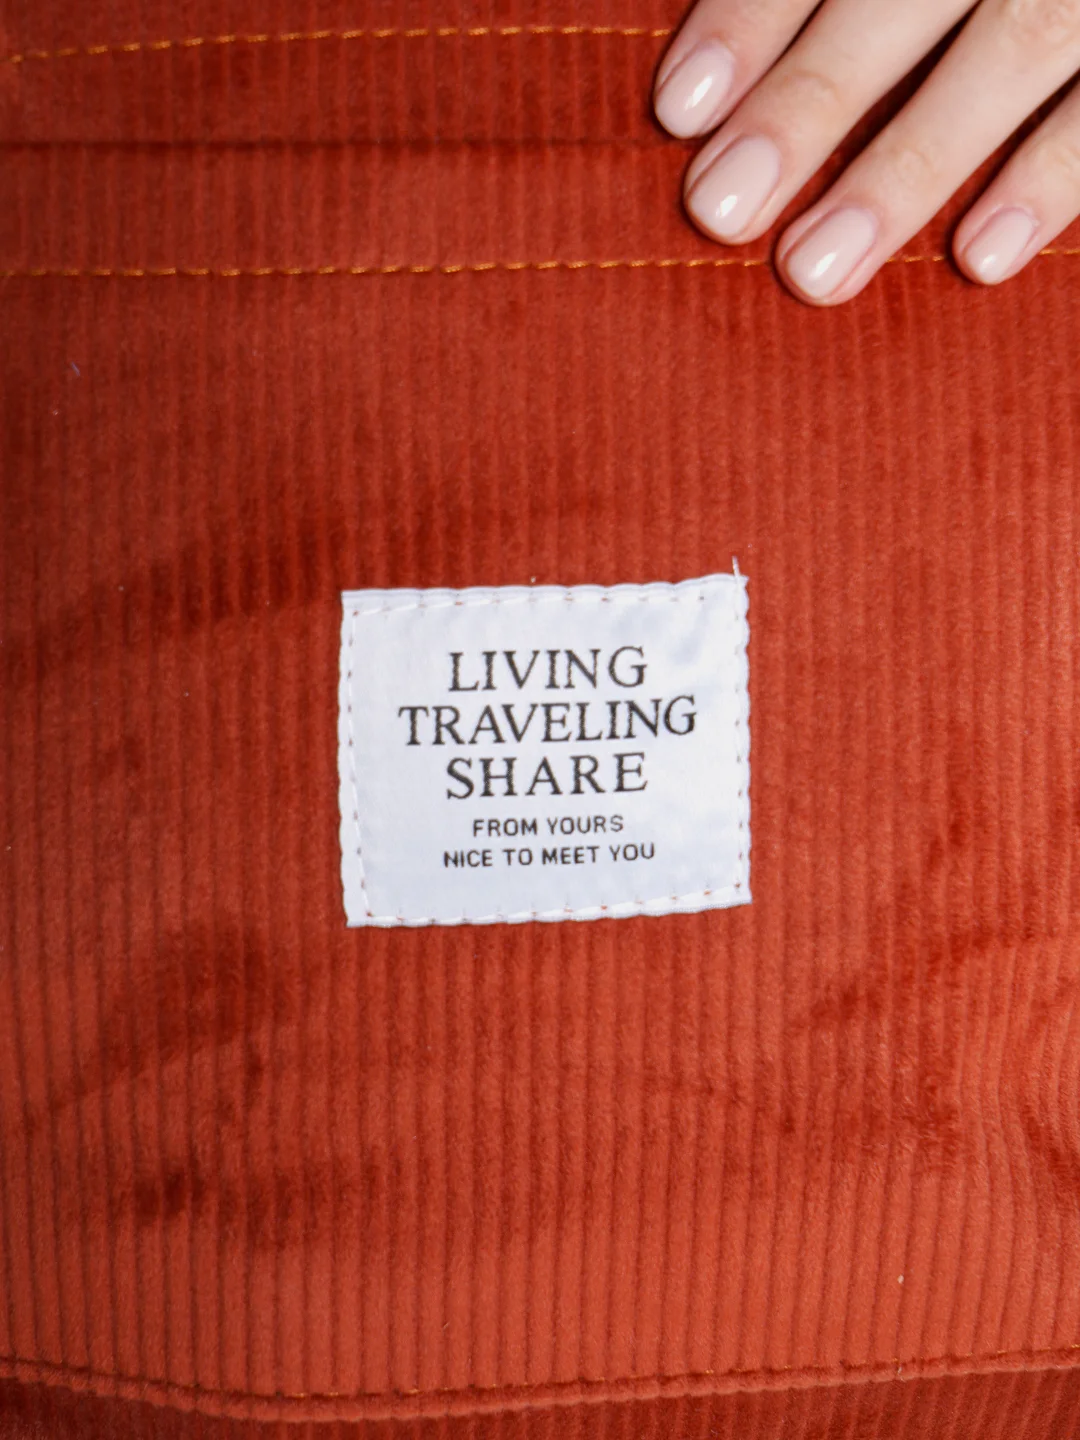 LIVING
TRAVELING
SHARE
FROM YOURS
NICE TO MEET YOU